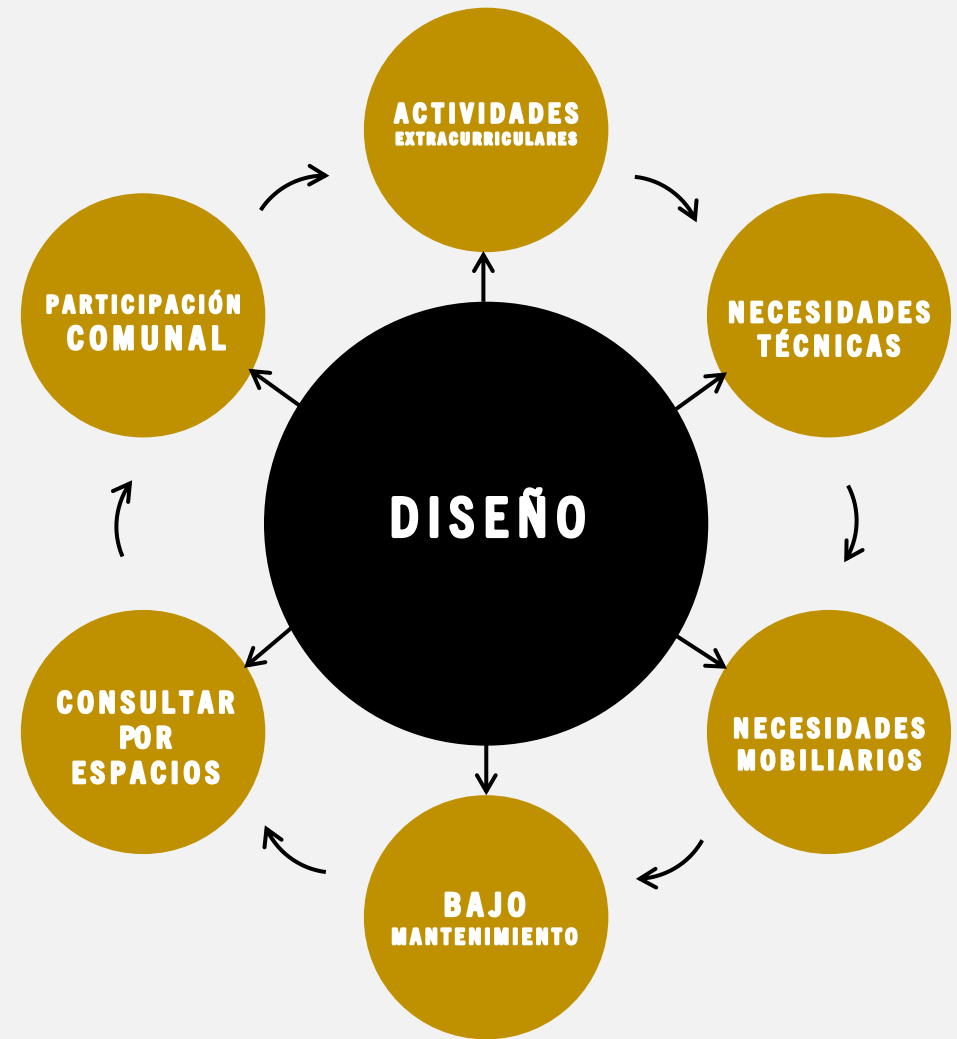 ACTIVIDADES
EXTRACURRICULARES
NECESIDADES
TÉCNICAS
NECESIDADES
MOBILIARIOS
BAJO
MANTENIMIENTO
CONSULTAR
POR
ESPACIOS
PARTICIPACIÓN
COMUNAL
DISEÑO